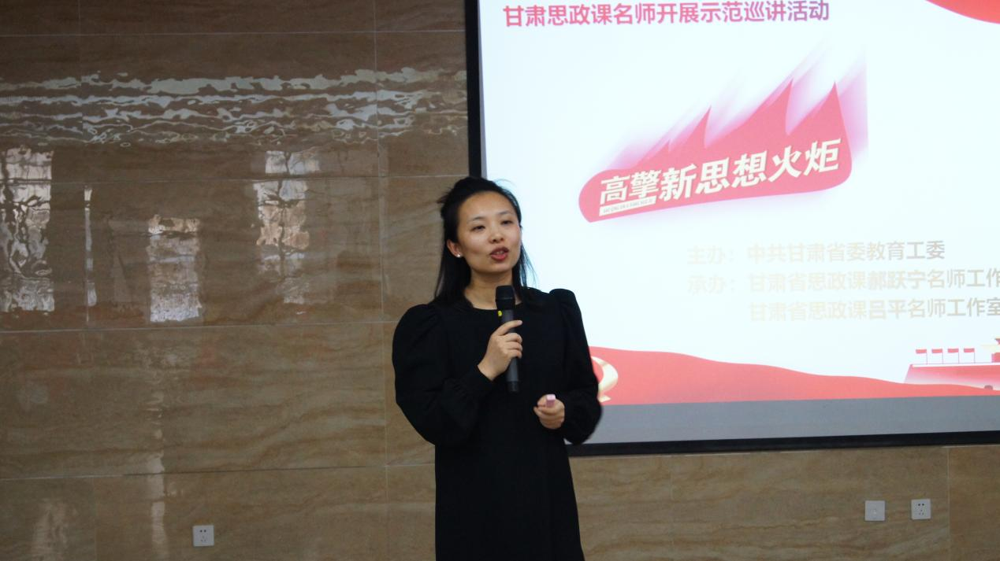 甘肃思政课名师开展示范巡讲活动
高擎新思想火炬
主办：中共甘肃省委教育工委
承办：甘肃省思政课郝跃宁名师工作
甘肃省思政课吕平名师工作室